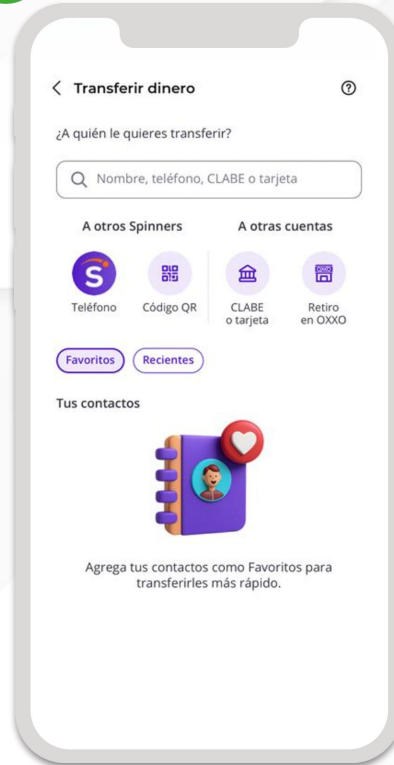 Transferir dinero
¿A quién le quieres transferir?
Nombre, teléfono, CLABE o tarjeta
A otros Spinners
A otras cuentas
S
Teléfono
Código QR
CLABE
o tarjeta
OXXO
Retiro
en OXXO
Favoritos
Recientes
Tus contactos
Agrega tus contactos como Favoritos para
transferirles más rápido.